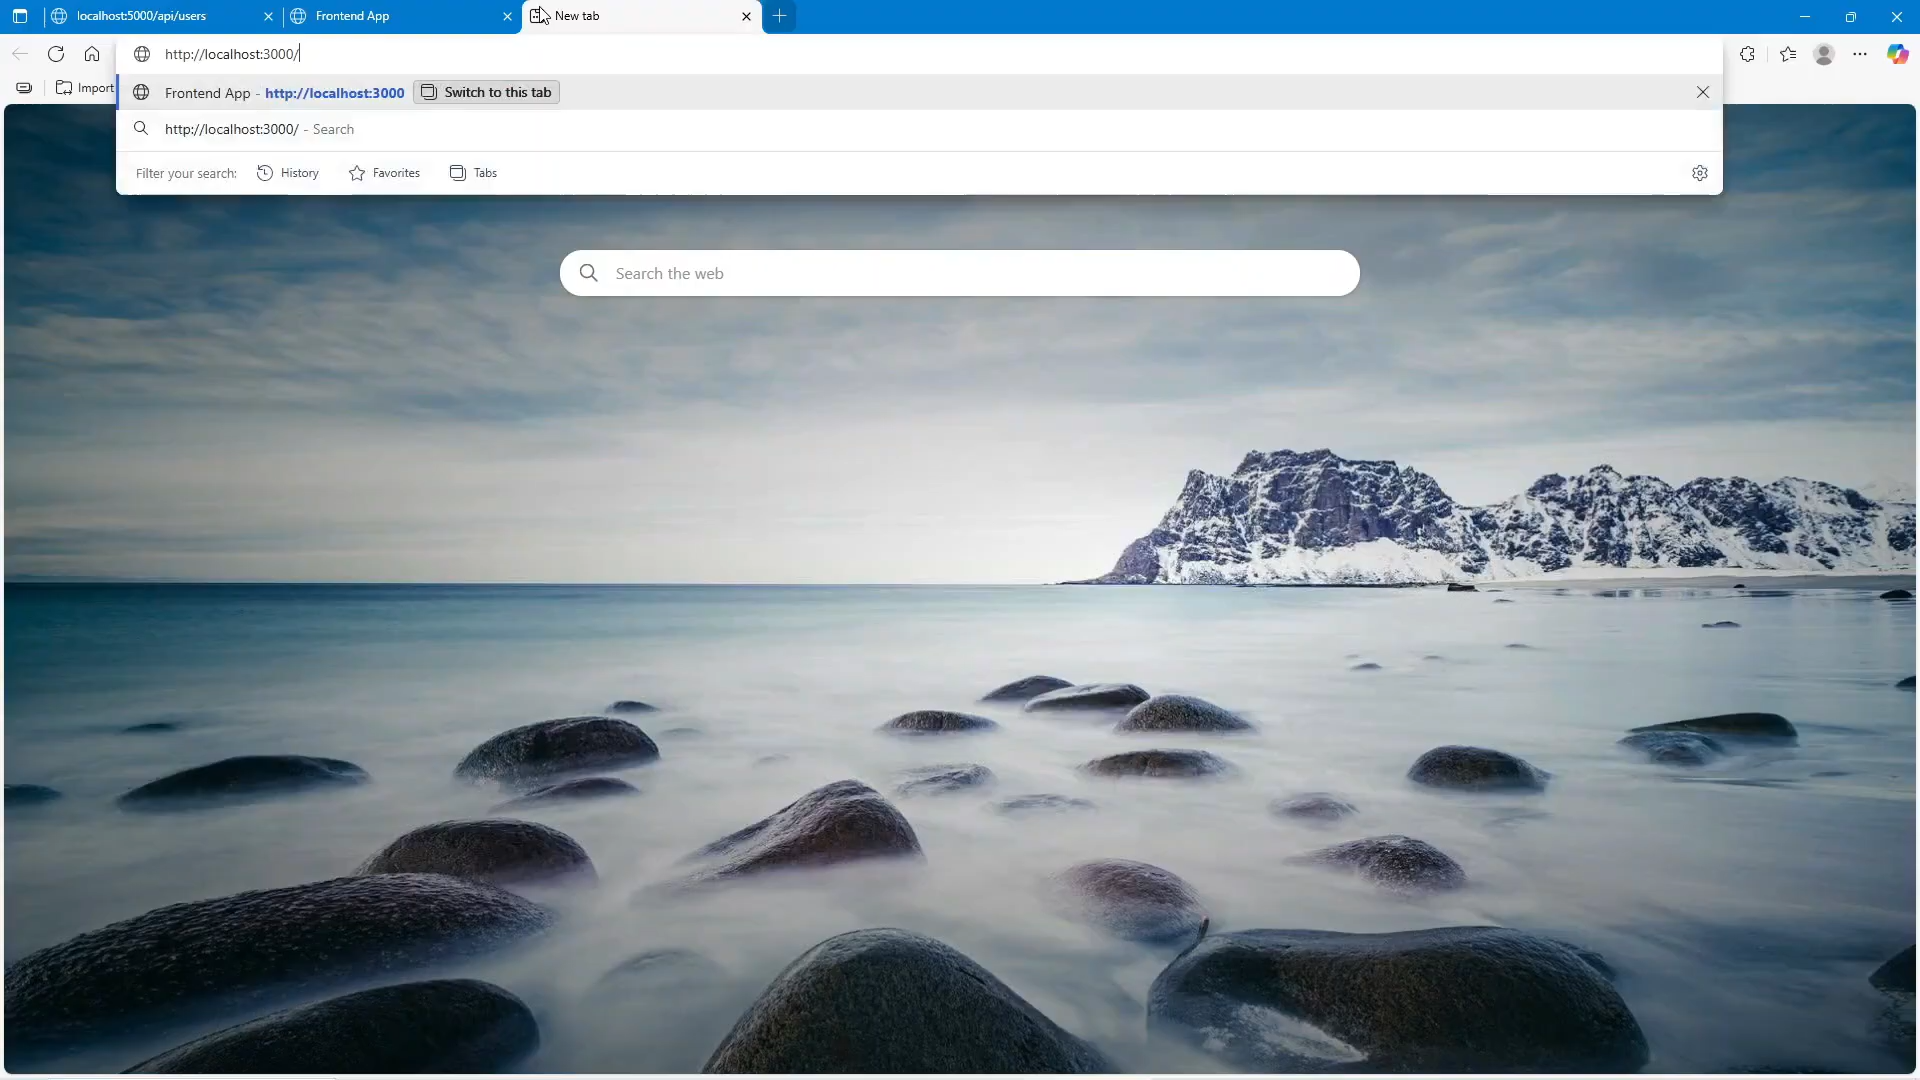 localhost:5000/api/users
Frontend App
New tab
http://localhost:3000/
Import
Frontend App - http://localhost:3000 Switch to this tab
http://localhost:3000/ - Search
Filter your search: History Favorites Tabs
Search the web